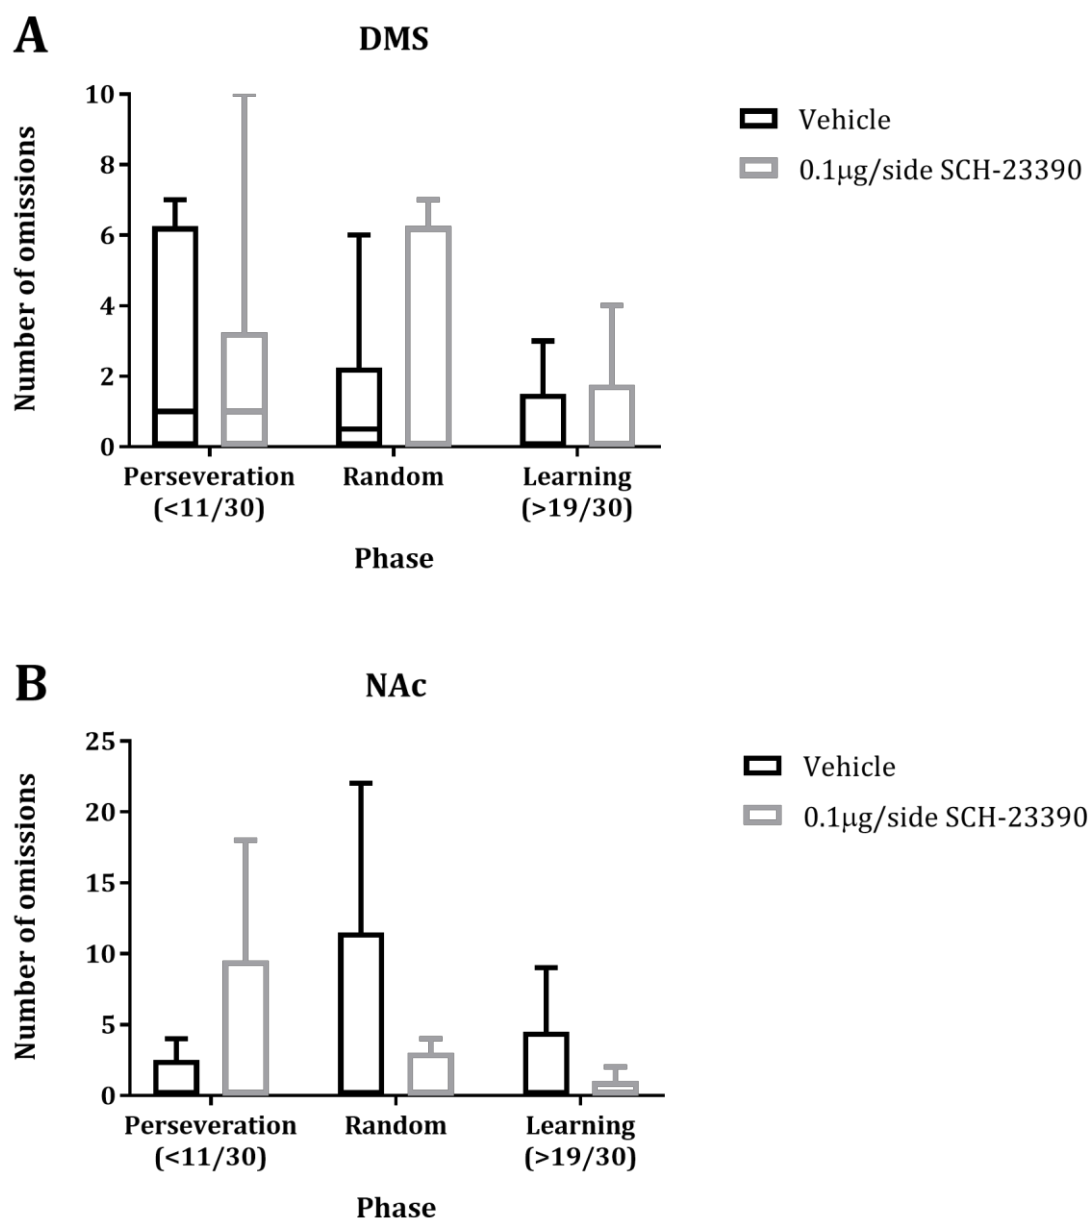 A
DMS
Number of omissions
10
8
6
4
2
0
Perseveration
(<11/30)
Random
Learning
(>19/30)
Phase
Vehicle
0.1μg/side SCH-23390
B
NAc
Number of omissions
25
20
15
10
5
0
Perseveration
(<11/30)
Random
Learning
(>19/30)
Phase
Vehicle
0.1μg/side SCH-23390